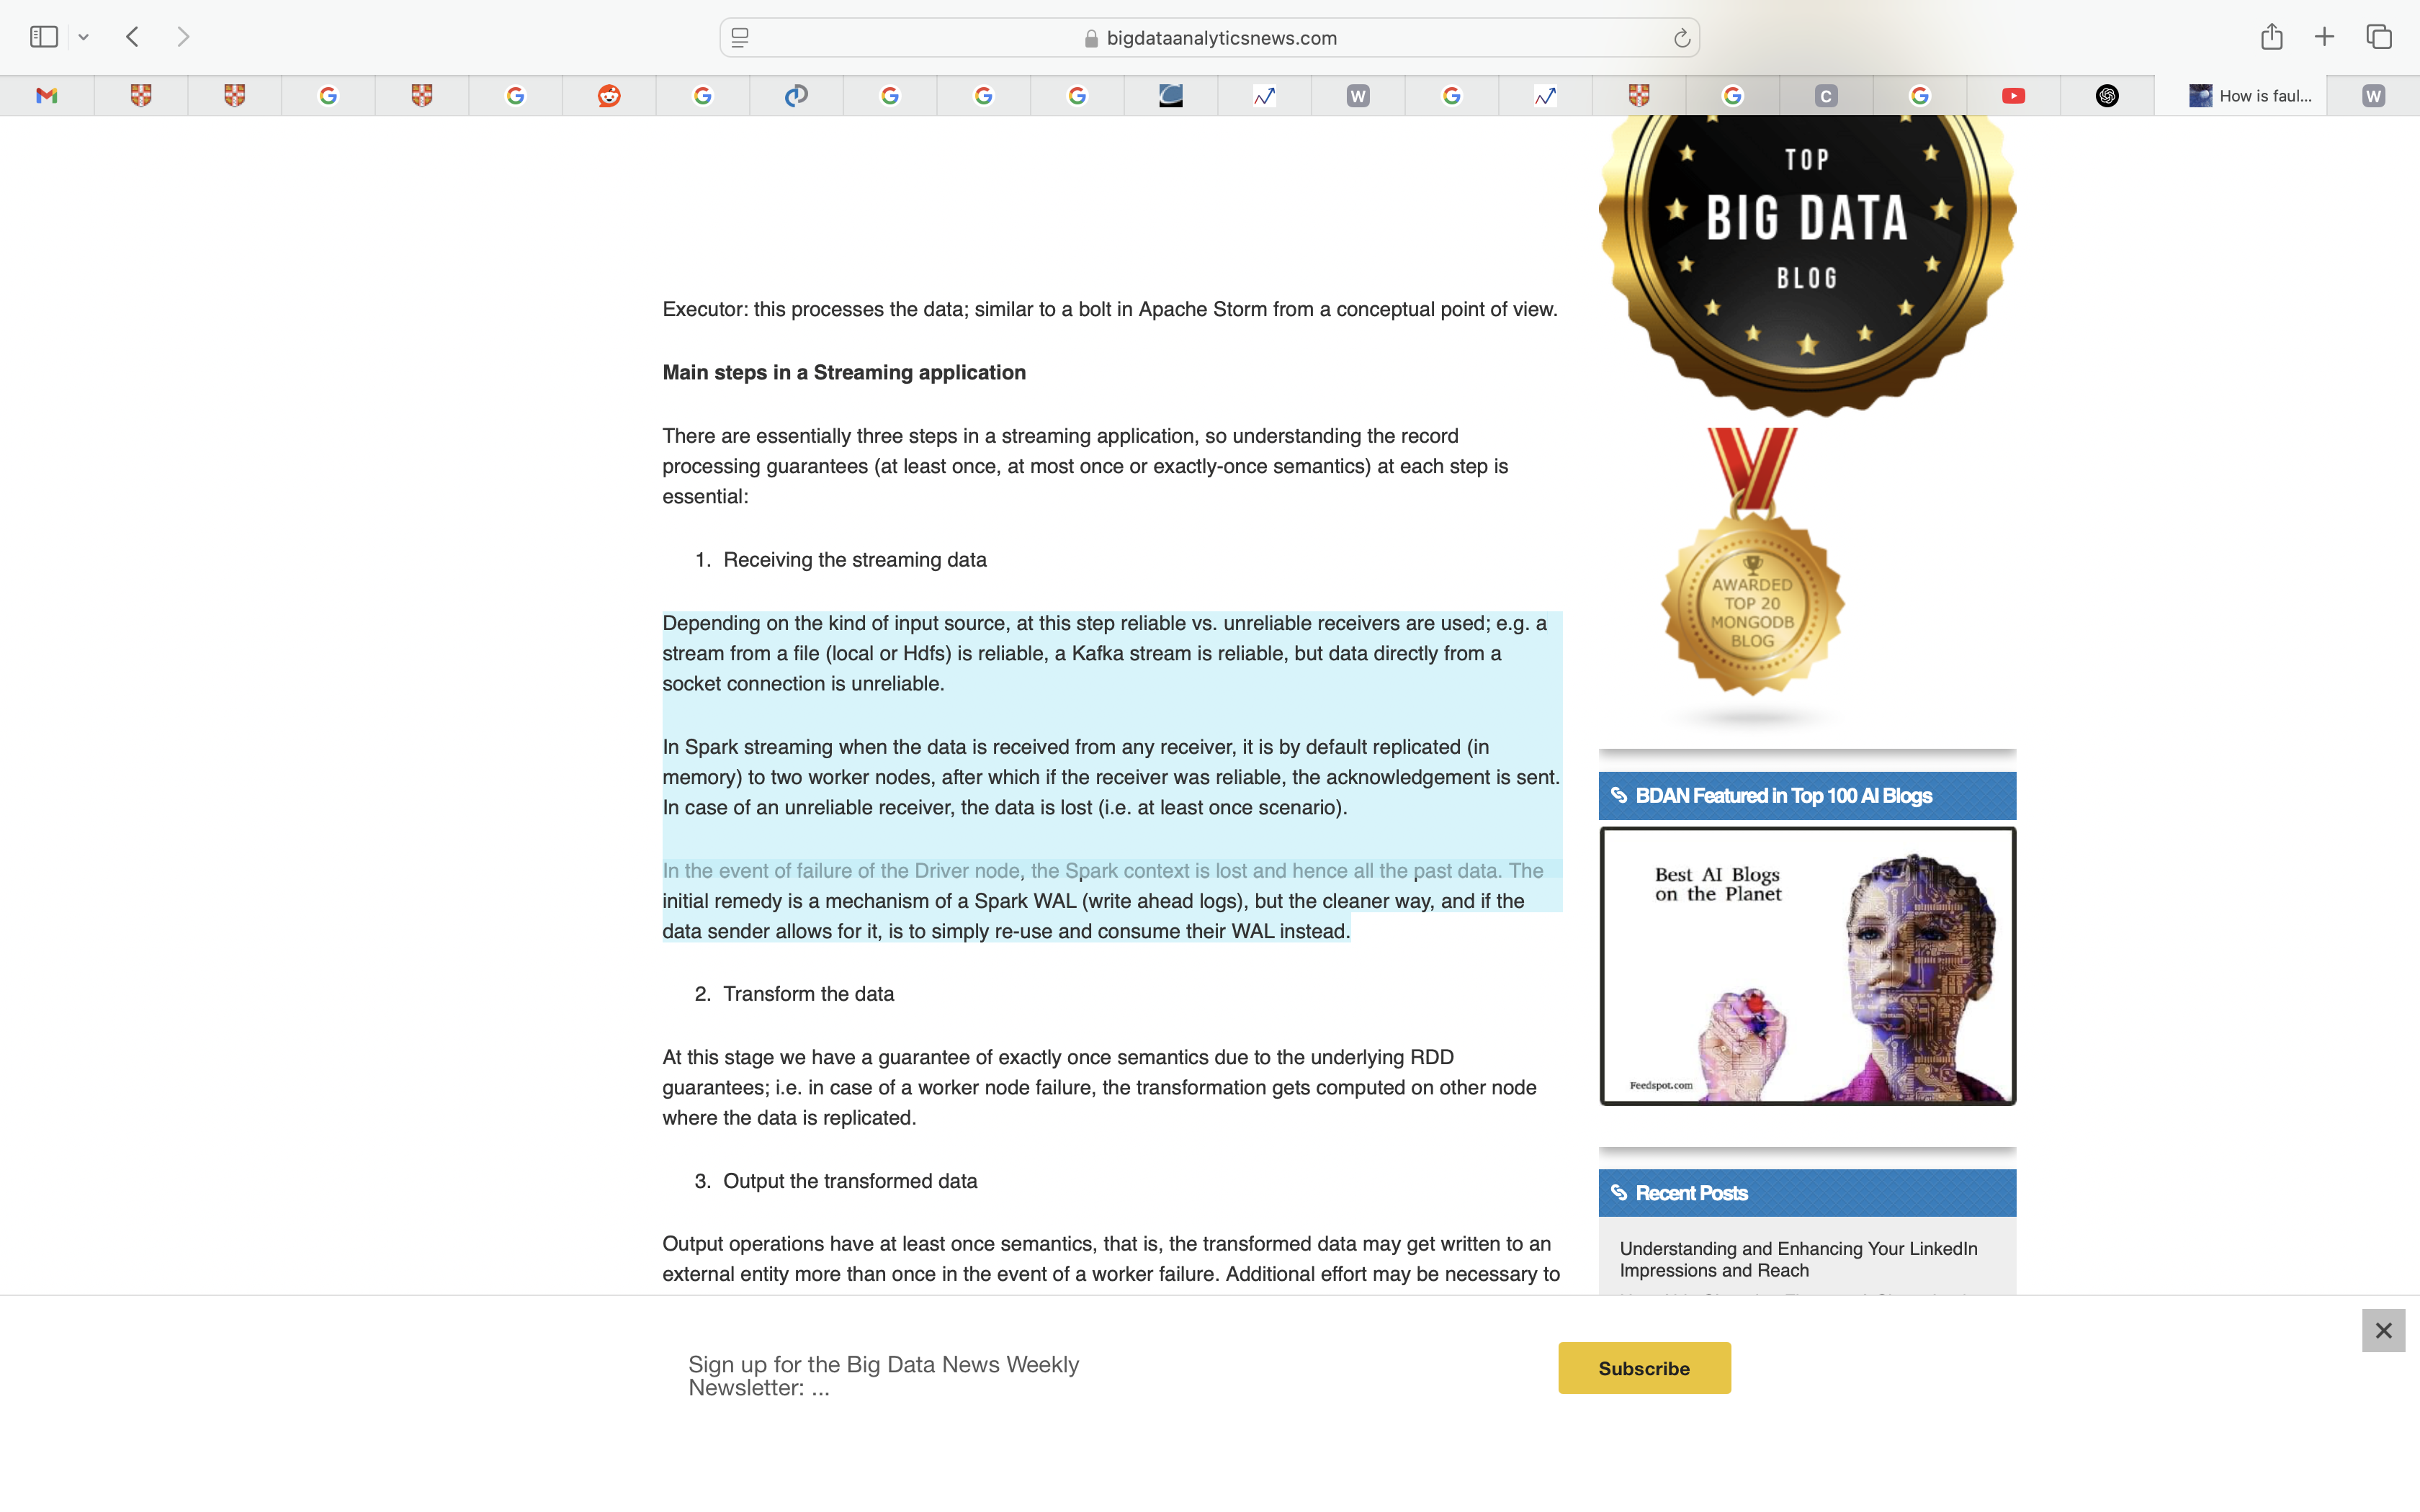 bigdataanalyticsnews.com
W
C
How is faul...
W
TOP
BIG DATA
BLOG
Executor: this processes the data; similar to a bolt in Apache Storm from a conceptual point of view.
Main steps in a Streaming application
There are essentially three steps in a streaming application, so understanding the record
processing guarantees (at least once, at most once or exactly-once semantics) at each step is
essential:
1. Receiving the streaming data
Depending on the kind of input source, at this step reliable vs. unreliable receivers are used; e.g. a
stream from a file (local or Hdfs) is reliable, a Kafka stream is reliable, but data directly from a
socket connection is unreliable.
In Spark streaming when the data is received from any receiver, it is by default replicated (in
memory) to two worker nodes, after which if the receiver was reliable, the acknowledgement is sent.
In case of an unreliable receiver, the data is lost (i.e. at least once scenario).
In the event of failure of the Driver node, the Spark context is lost and hence all the past data. The
initial remedy is a mechanism of a Spark WAL (write ahead logs), but the cleaner way, and if the
data sender allows for it, is to simply re-use and consume their WAL instead.
2. Transform the data
At this stage we have a guarantee of exactly once semantics due to the underlying RDD
guarantees; i.e. in case of a worker node failure, the transformation gets computed on other node
where the data is replicated.
3. Output the transformed data
Output operations have at least once semantics, that is, the transformed data may get written to an
external entity more than once in the event of a worker failure. Additional effort may be necessary to
AWARDED
TOP 20
MONGODB
BLOG
BDAN Featured in Top 100 AI Blogs
Best AI Blogs
on the Planet
Feedspot.com
Recent Posts
Understanding and Enhancing Your LinkedIn
Impressions and Reach
Sign up for the Big Data News Weekly
Newsletter: ...
Subscribe